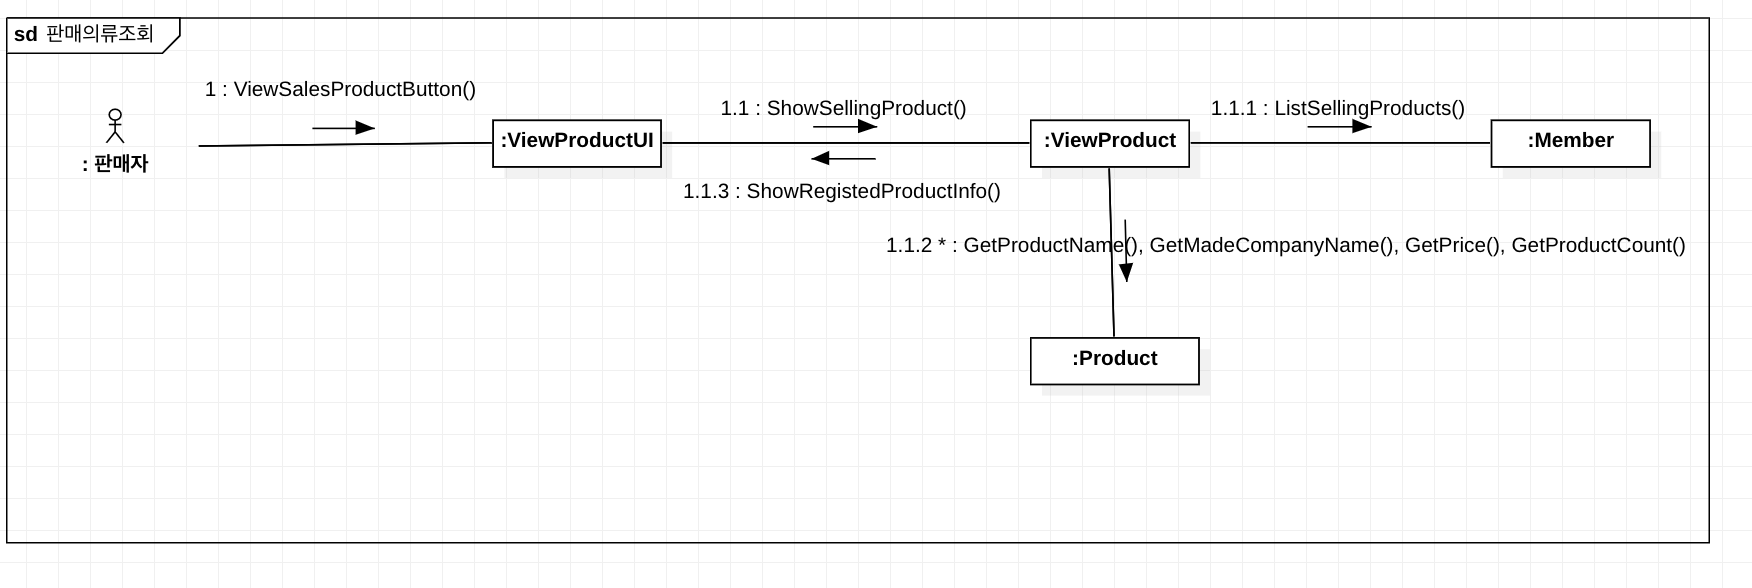 sd 판매의류조회
1 : ViewSalesProductButton()
1.1 : ShowSellingProduct()
1.1.1 : ListSellingProducts()
: 판매자
:ViewProductUI
:ViewProduct
:Member
1.1.3 : ShowRegistedProductInfo()
1.1.2 * : GetProductName(), GetMadeCompanyName(), GetPrice(), GetProductCount()
:Product